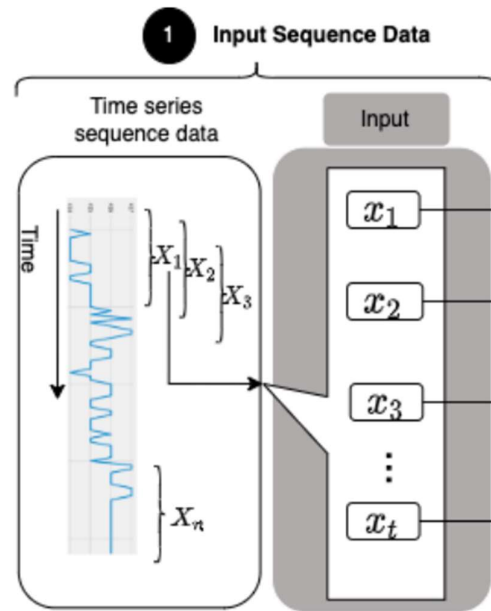 1 Input Sequence Data
Time series
sequence data
Input
Time
X₁
X₂
X₃
Xₙ
x₁
x₂
x₃
⋮
xₜ